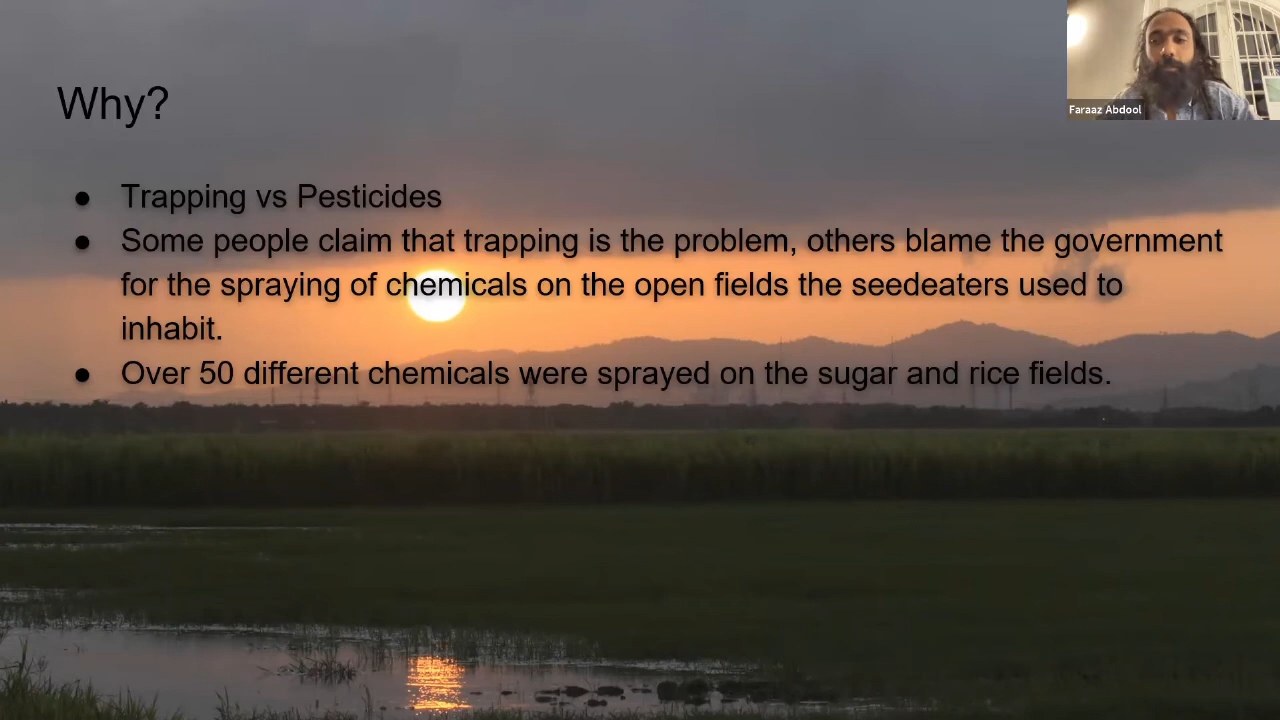 Faraaz Abdool
Why?
● Trapping vs Pesticides
● Some people claim that trapping is the problem, others blame the government
for the spraying of chemicals on the open fields the seedeaters used to
inhabit.
● Over 50 different chemicals were sprayed on the sugar and rice fields.